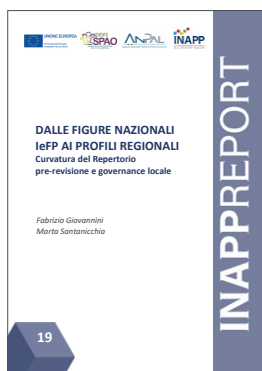 UNIONE EUROPEA
pon
SPAO
ANPAL
INAPP
DALLE FIGURE NAZIONALI
IeFP AI PROFILI REGIONALI
Curvatura del Repertorio
pre-revisione e governance locale
Fabrizio Giovannini
Marta Santanicchia
19
INAPPREPORT